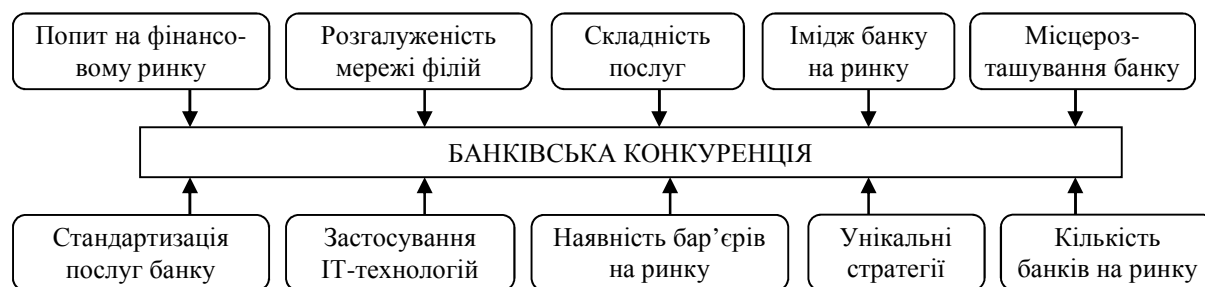 Попит на фінансо-
вому ринку
Розгалуженість
мережі філій
Складність
послуг
Імідж банку
на ринку
Місцероз-
ташування банку
БАНКІВСЬКА КОНКУРЕНЦІЯ
Стандартизація
послуг банку
Застосування
ІТ-технологій
Наявність бар’єрів
на ринку
Унікальні
стратегії
Кількість
банків на ринку